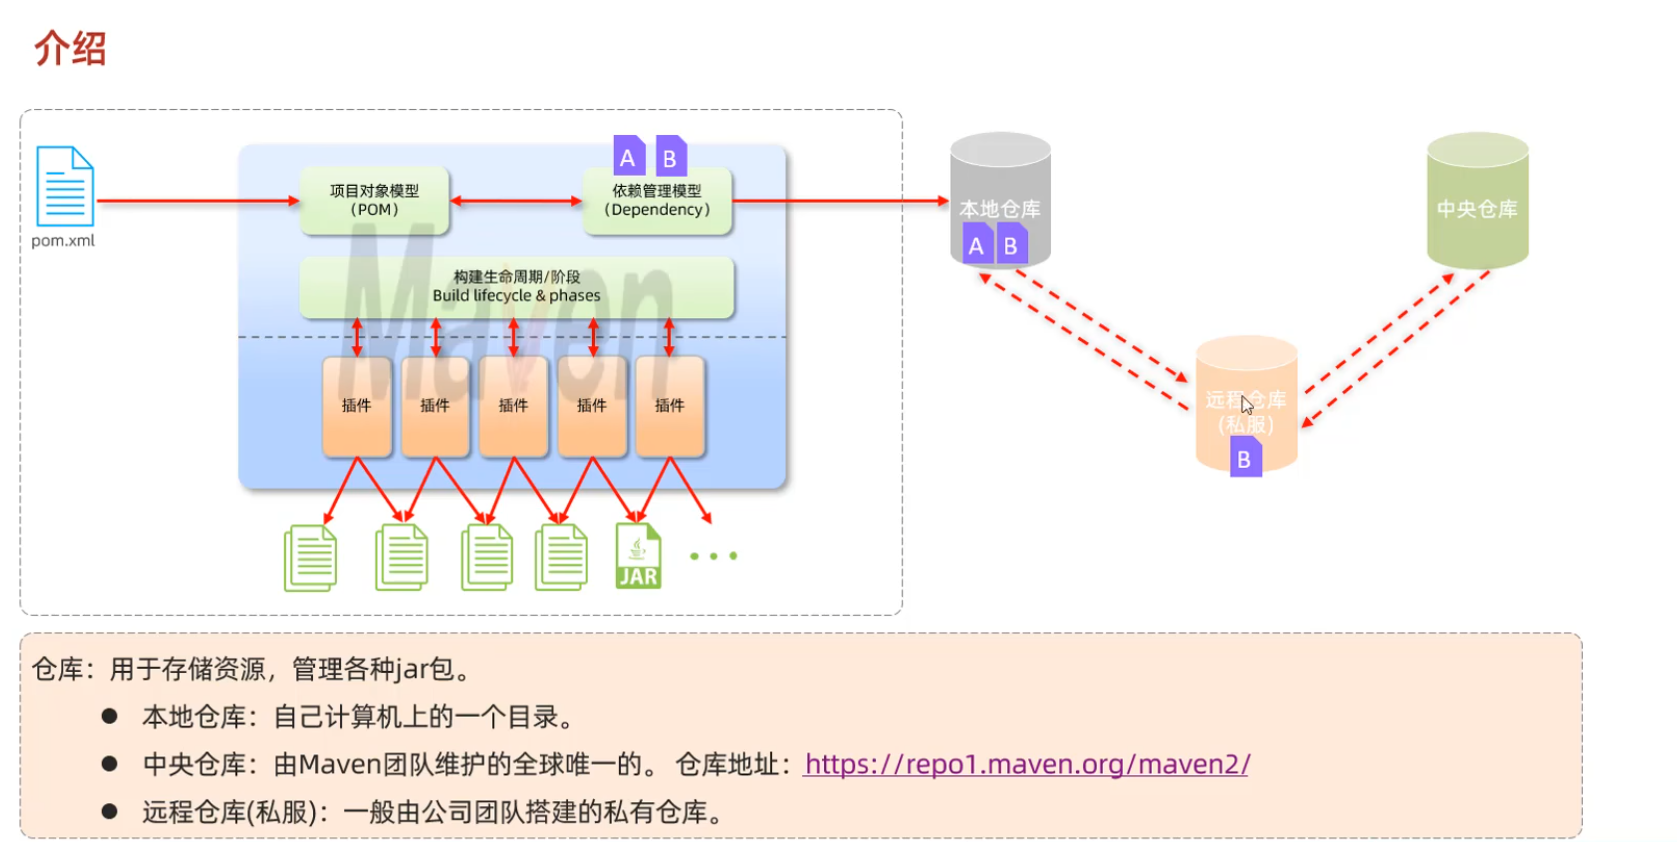 介绍
pom.xml
项目对象模型
（POM）
A
B
依赖管理模型
（Dependency）
构建生命周期/阶段
Build lifecycle & phases
Maven
插件
插件
插件
插件
插件
JAR
本地仓库
A
B
中央仓库
远程仓库
(私服)
B
仓库：用于存储资源，管理各种jar包。
● 本地仓库：自己计算机上的一个目录。
● 中央仓库：由Maven团队维护的全球唯一的。 仓库地址：https://repo1.maven.org/maven2/
● 远程仓库(私服)：一般由公司团队搭建的私有仓库。